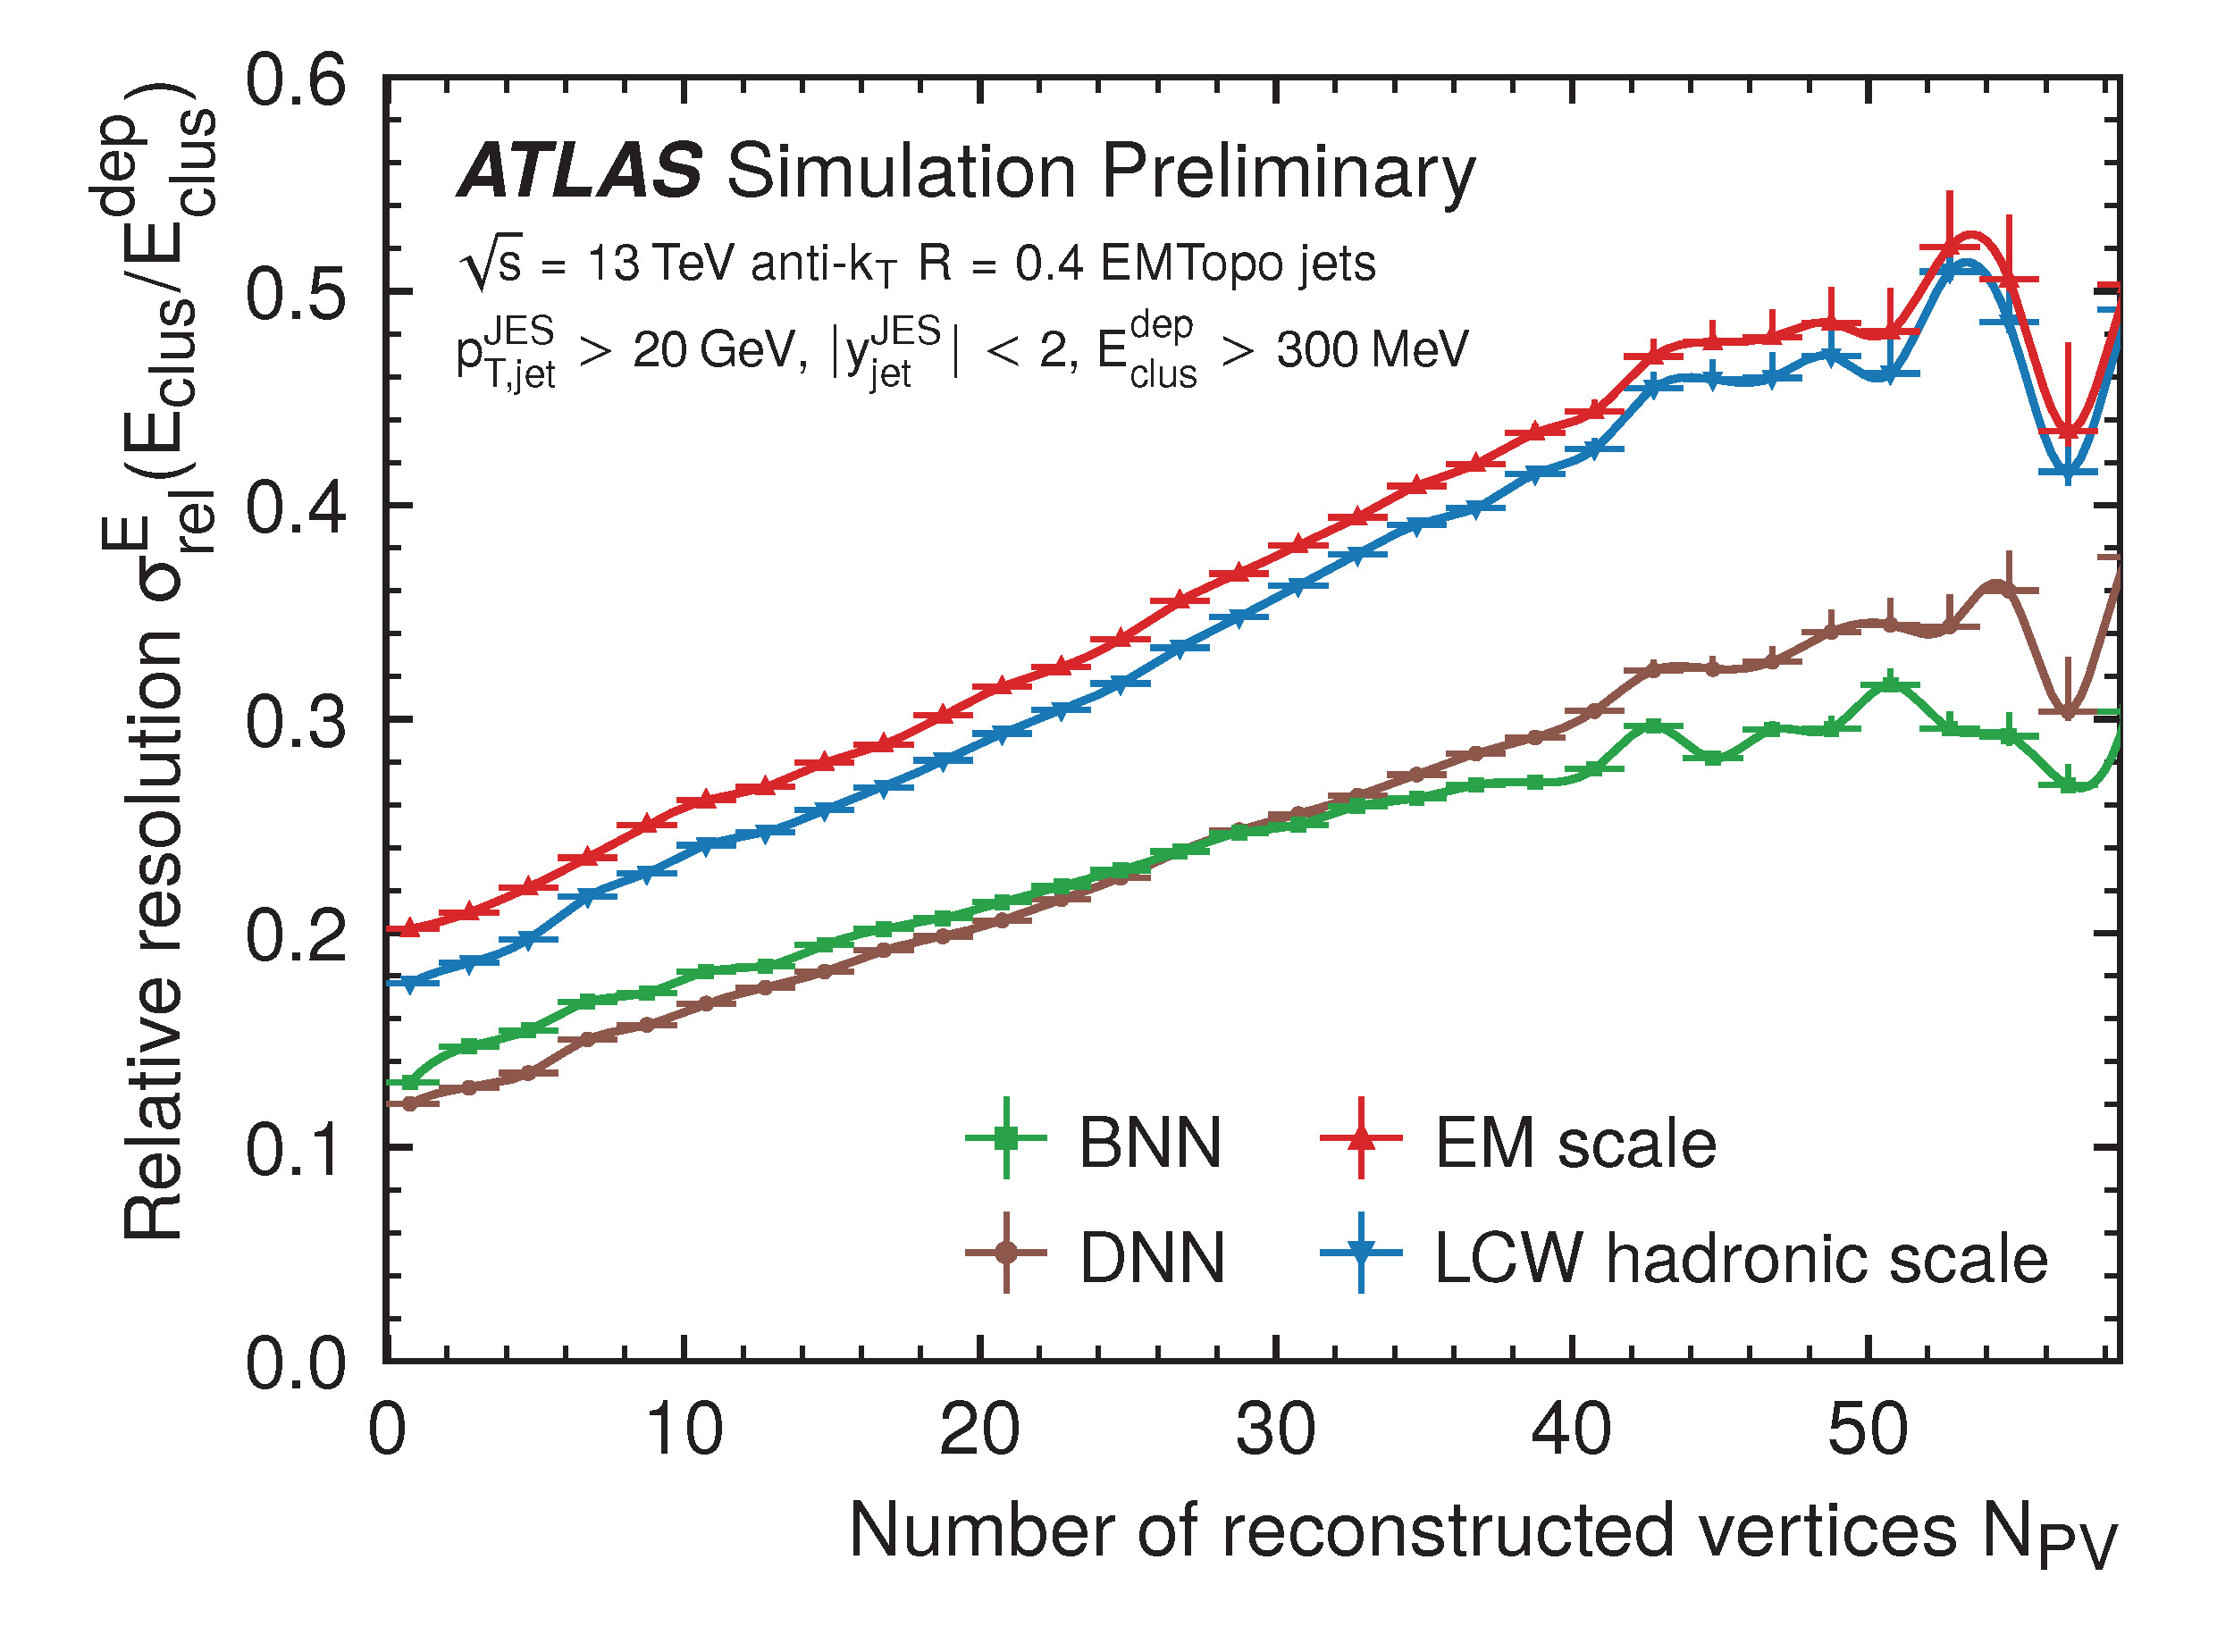 0.6
0.5
0.4
0.3
0.2
0.1
0.0
Relative resolution σ^E_rel (E_clus/E^dep_clus)
ATLAS Simulation Preliminary
√s = 13 TeV anti-k_T R = 0.4 EMTopo jets
p^JES_T,jet > 20 GeV, |y^JES_jet| < 2, E^dep_clus > 300 MeV
BNN
EM scale
DNN
LCW hadronic scale
0 10 20 30 40 50
Number of reconstructed vertices N_PV